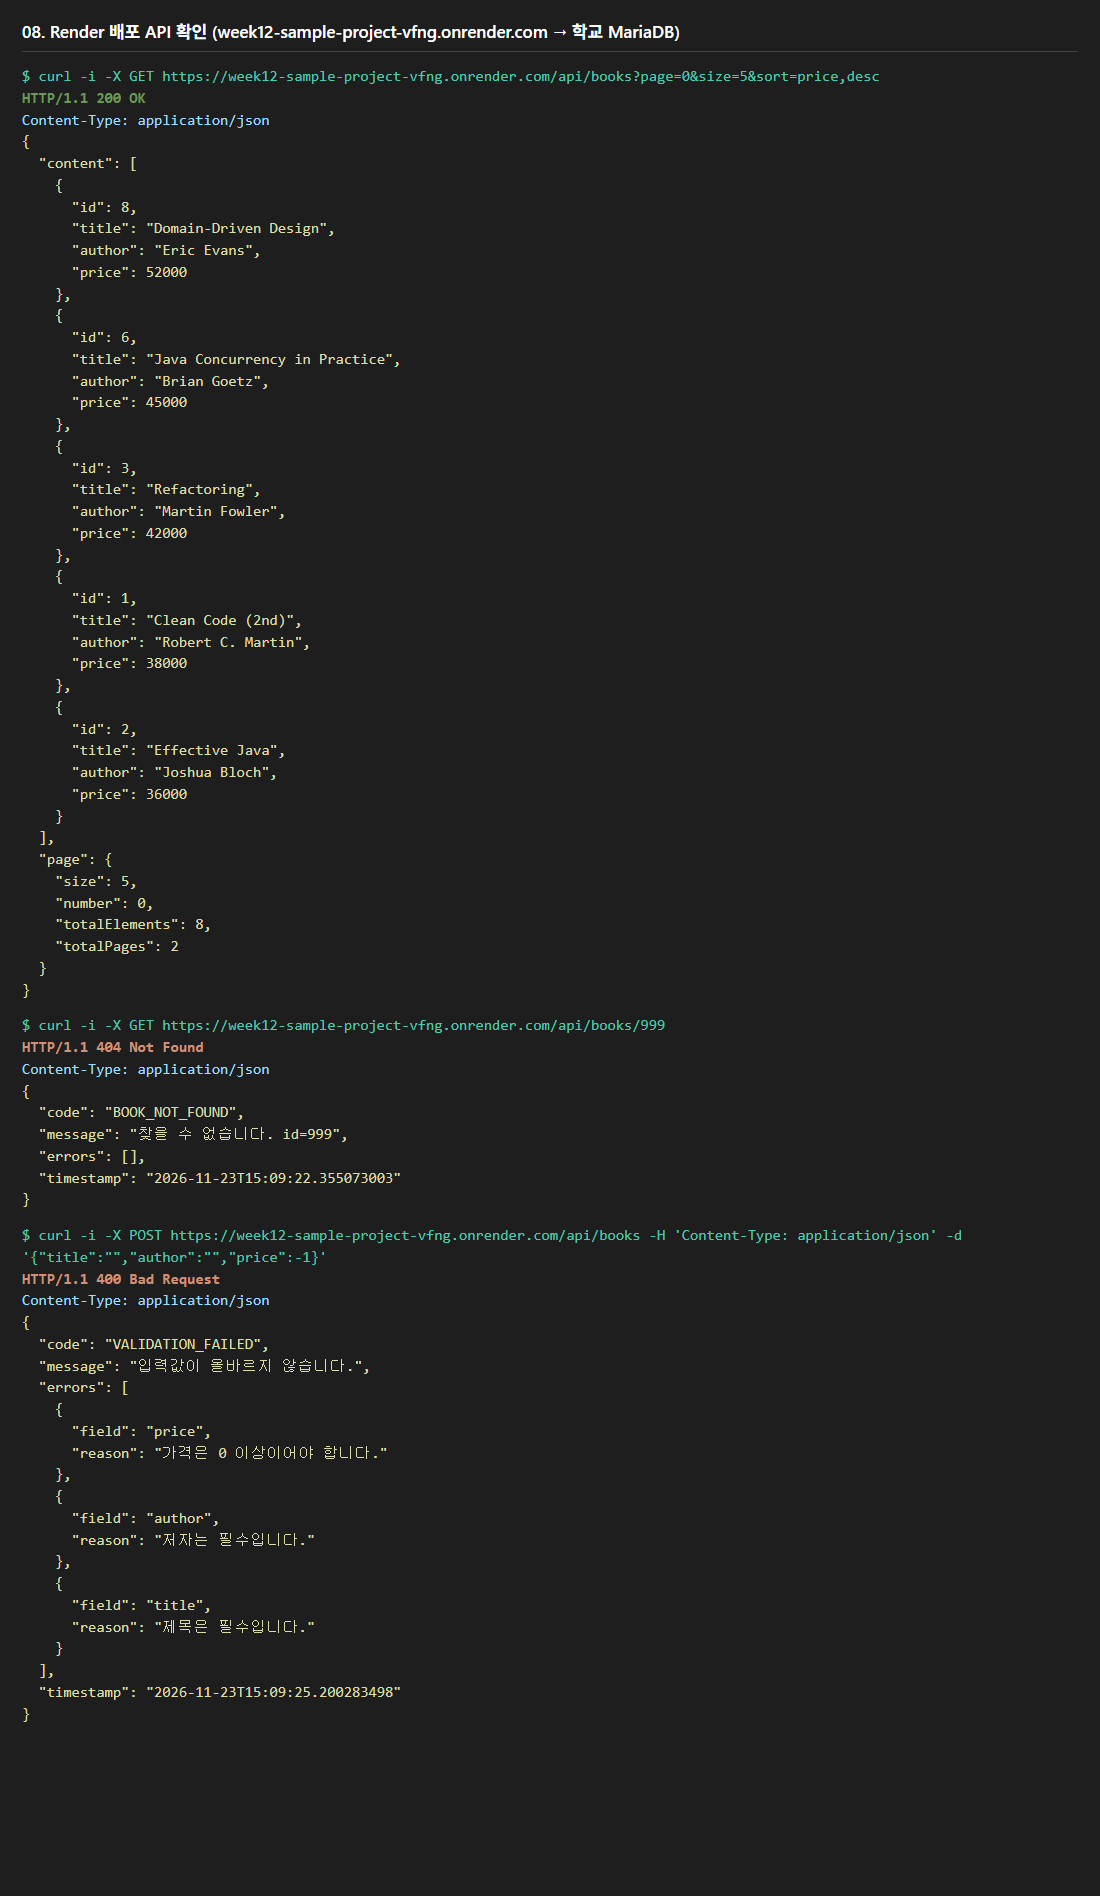 08. Render 배포 API 확인 (week12-sample-project-vfng.onrender.com → 학교 MariaDB)
$ curl -i -X GET https://week12-sample-project-vfng.onrender.com/api/books?page=0&size=5&sort=price,desc
HTTP/1.1 200 OK
Content-Type: application/json
{
  "content": [
    {
      "id": 8,
      "title": "Domain-Driven Design",
      "author": "Eric Evans",
      "price": 52000
    },
    {
      "id": 6,
      "title": "Java Concurrency in Practice",
      "author": "Brian Goetz",
      "price": 45000
    },
    {
      "id": 3,
      "title": "Refactoring",
      "author": "Martin Fowler",
      "price": 42000
    },
    {
      "id": 1,
      "title": "Clean Code (2nd)",
      "author": "Robert C. Martin",
      "price": 38000
    },
    {
      "id": 2,
      "title": "Effective Java",
      "author": "Joshua Bloch",
      "price": 36000
    }
  ],
  "page": {
    "size": 5,
    "number": 0,
    "totalElements": 8,
    "totalPages": 2
  }
}
$ curl -i -X GET https://week12-sample-project-vfng.onrender.com/api/books/999
HTTP/1.1 404 Not Found
Content-Type: application/json
{
  "code": "BOOK_NOT_FOUND",
  "message": "찾을 수 없습니다. id=999",
  "errors": [],
  "timestamp": "2026-11-23T15:09:22.355073003"
}
$ curl -i -X POST https://week12-sample-project-vfng.onrender.com/api/books -H 'Content-Type: application/json' -d
'{"title":"","author":"","price":-1}'
HTTP/1.1 400 Bad Request
Content-Type: application/json
{
  "code": "VALIDATION_FAILED",
  "message": "입력값이 올바르지 않습니다.",
  "errors": [
    {
      "field": "price",
      "reason": "가격은 0 이상이어야 합니다."
    },
    {
      "field": "author",
      "reason": "저자는 필수입니다."
    },
    {
      "field": "title",
      "reason": "제목은 필수입니다."
    }
  ],
  "timestamp": "2026-11-23T15:09:25.200283498"
}